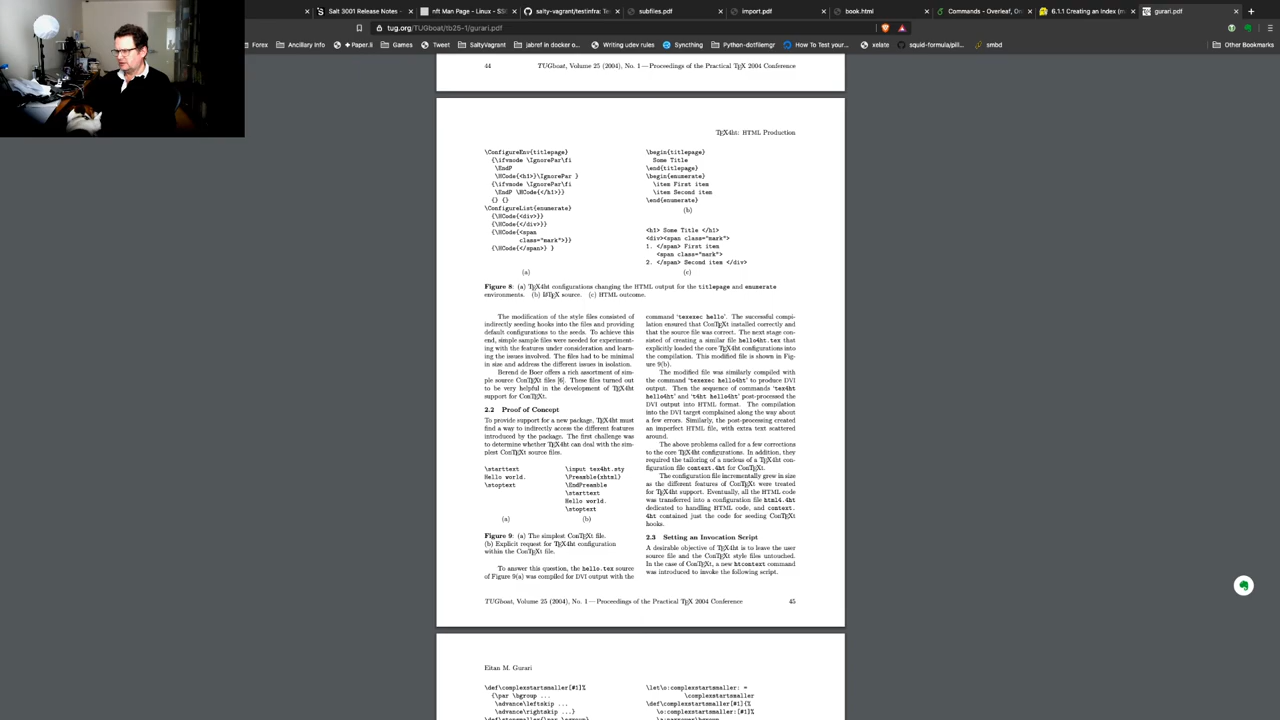 Salt 3001 Release Notes -
nft Man Page - Linux - SS
salty-vagrant/testinfra: Te
subfiles.pdf
import.pdf
book.html
Commands - Overleaf, On
6.1.1 Creating an Index (m
gurari.pdf
tug.org/TUGboat/tb25-1/gurari.pdf
Forex
Ancillary Info
Paper.li
Games
Tweet
SaltyVagrant
jabref in docker o...
Writing udev rules
Syncthing
Python-dotfilemgr
How To Test your...
xelate
squid-formula/pill...
smbd
Other Bookmarks
44 TUGboat, Volume 25 (2004), No. 1 — Proceedings of the Practical TEX 2004 Conference
TEX4ht: HTML Production
\ConfigureEnv{titlepage}
{\ifvmode \IgnorePar\fi
\EndP
\HCode{<h1>}\IgnorePar }
{\ifvmode \IgnorePar\fi
\EndP \HCode{</h1>}}
{} {}
\ConfigureList{enumerate}
{\HCode{<div>}}
{\HCode{</div>}}
{\HCode{<span
class="mark">}}
{\HCode{</span>} }
(a)
\begin{titlepage}
Some Title
\end{titlepage}
\begin{enumerate}
\item First item
\item Second item
\end{enumerate}
(b)
<h1> Some Title </h1>
<div><span class="mark">
1. </span> First item
<span class="mark">
2. </span> Second item </div>
(c)
Figure 8: (a) TEX4ht configurations changing the HTML output for the titlepage and enumerate
environments. (b) LATEX source. (c) HTML outcome.
The modification of the style files consisted of
indirectly seeding hooks into the files and providing
default configurations to the seeds. To achieve this
end, simple sample files were needed for experiment-
ing with the features under consideration and learn-
ing the issues involved. The files had to be minimal
in size and address the different issues in isolation.
Berend de Boer offers a rich assortment of sim-
ple source ConTEXt files [6]. These files turned out
to be very helpful in the development of TEX4ht
support for ConTEXt.
2.2 Proof of Concept
To provide support for a new package, TEX4ht must
find a way to indirectly access the different features
introduced by the package. The first challenge was
to determine whether TEX4ht can deal with the sim-
plest ConTEXt source files.
\starttext
Hello world.
\stoptext
(a)
\input tex4ht.sty
\Preamble{xhtml}
\EndPreamble
\starttext
Hello world.
\stoptext
(b)
Figure 9: (a) The simplest ConTEXt file.
(b) Explicit request for TEX4ht configuration
within the ConTEXt file.
To answer this question, the hello.tex source
of Figure 9(a) was compiled for DVI output with the
command 'texexec hello'. The successful compi-
lation ensured that ConTEXt installed correctly and
that the source file was correct. The next stage con-
sisted of creating a similar file hello4ht.tex that
explicitly loaded the core TEX4ht configurations into
the compilation. This modified file is shown in Fig-
ure 9(b).
The modified file was similarly compiled with
the command 'texexec hello4ht' to produce DVI
output. Then the sequence of commands 'tex4ht
hello4ht' and 't4ht hello4ht' post-processed the
DVI output into HTML format. The compilation
into the DVI target complained along the way about
a few errors. Similarly, the post-processing created
an imperfect HTML file, with extra text scattered
around.
The above problems called for a few corrections
to the core TEX4ht configurations. In addition, they
required the tailoring of a nucleus of a TEX4ht con-
figuration file context.4ht for ConTEXt.
The configuration file incrementally grew in size
as the different features of ConTEXt were treated
for TEX4ht support. Eventually, all the HTML code
was transferred into a configuration file html4.4ht
dedicated to handling HTML code, and context.
4ht contained just the code for seeding ConTEXt
hooks.
2.3 Setting an Invocation Script
A desirable objective of TEX4ht is to leave the user
source file and the ConTEXt style files untouched.
In the case of ConTEXt, a new htcontext command
was introduced to invoke the following script.
TUGboat, Volume 25 (2004), No. 1 — Proceedings of the Practical TEX 2004 Conference 45
Eitan M. Gurari
\def\complexstartsmaller[#1]%
{\par \bgroup ...
\advance\leftskip ...
\advance\rightskip ...}
\let\o:complexstartsmaller: =
\complexstartsmaller
\def\complexstartsmaller[#1]{%
\o:complexstartsmaller:[#1]%